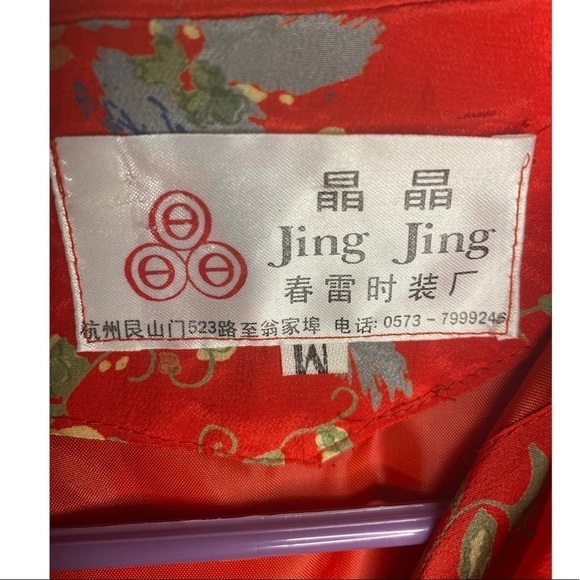 晶 晶
Jing Jing
春雷时装厂
杭州艮山门523路至翁家埠 电话: 0573-7999246
M